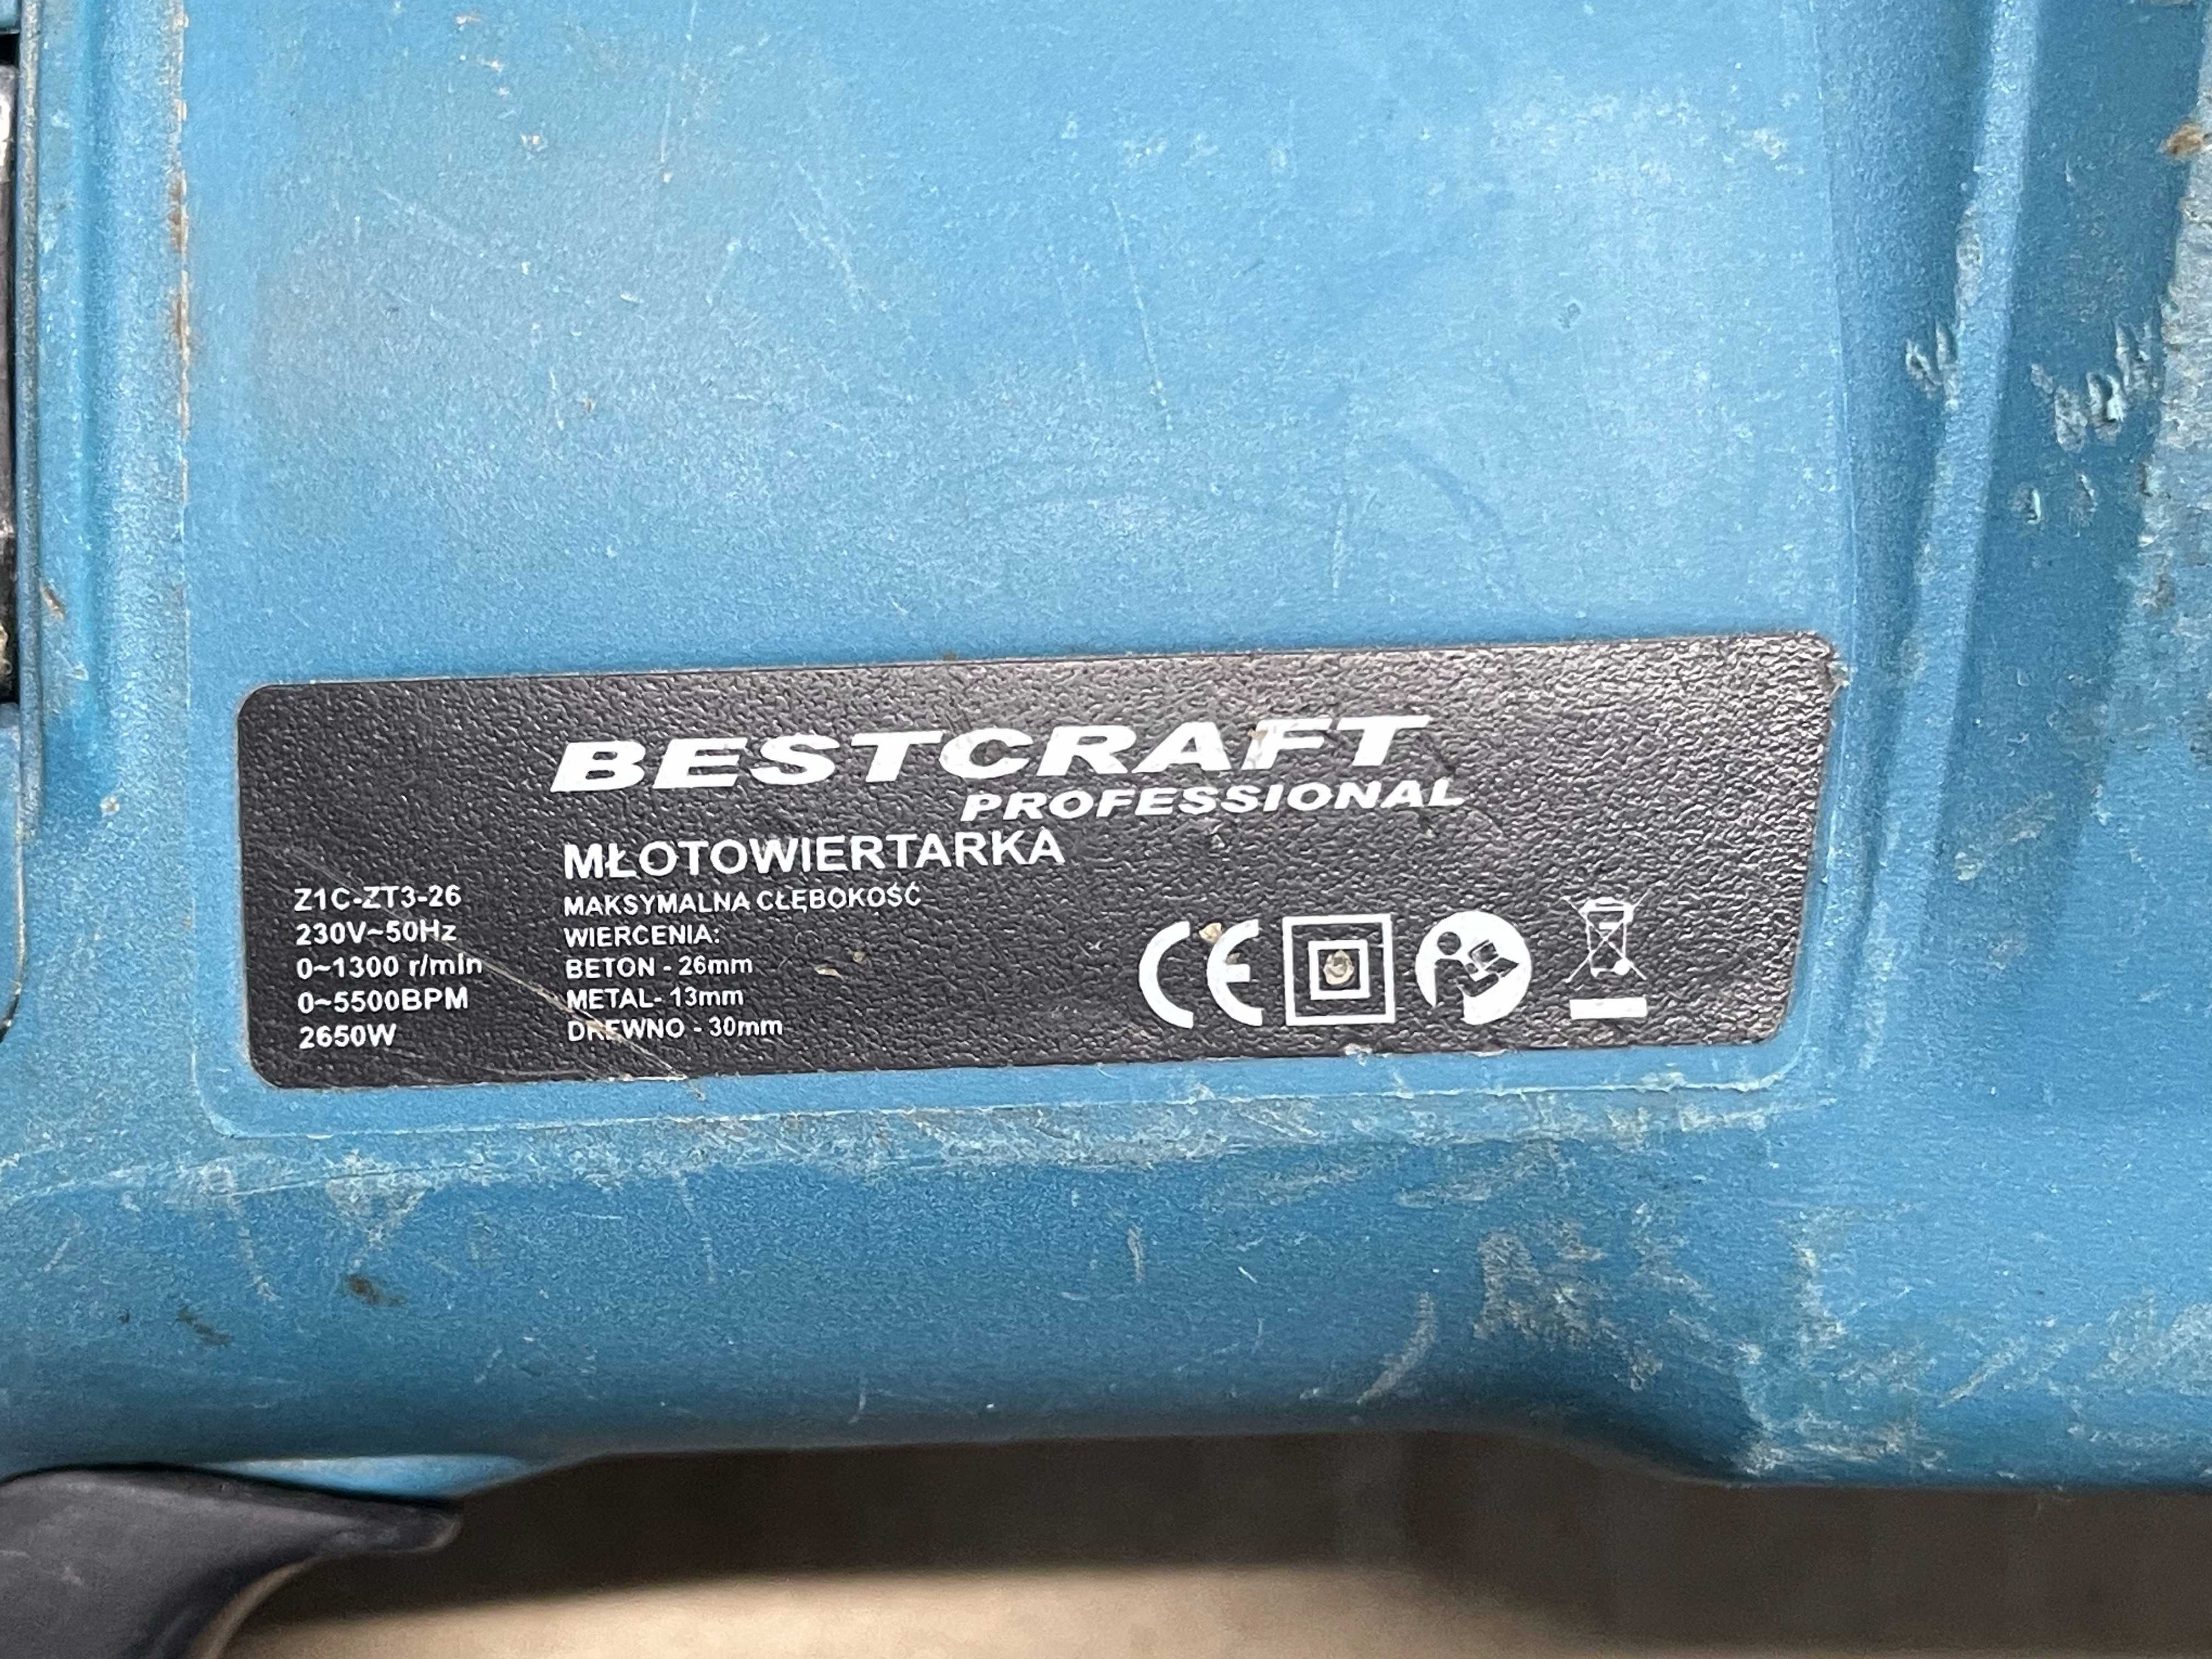 BESTCRAFT
PROFESSIONAL
MŁOTOWIERTARKA
Z1C-ZT3-26
230V~50Hz
0~1300 r/min
0~5500BPM
2650W
MAKSYMALNA CŁĘBOKOŚĆ
WIERCENIA:
BETON - 26mm
METAL- 13mm
DREWNO - 30mm
CE